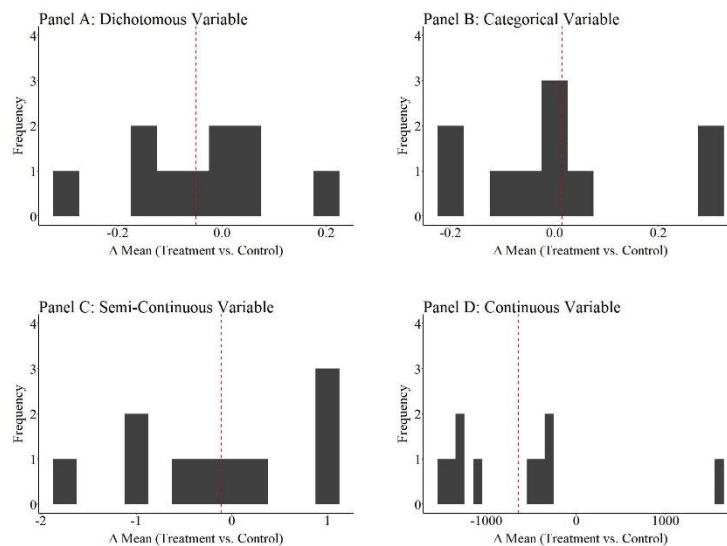 Panel A: Dichotomous Variable
4
3
2
1
0
Frequency
-0.2 0.0 0.2
Δ Mean (Treatment vs. Control)
Panel B: Categorical Variable
4
3
2
1
0
Frequency
-0.2 0.0 0.2
Δ Mean (Treatment vs. Control)
Panel C: Semi-Continuous Variable
4
3
2
1
0
Frequency
-2 -1 0 1
Δ Mean (Treatment vs. Control)
Panel D: Continuous Variable
4
3
2
1
0
Frequency
-1000 0 1000
Δ Mean (Treatment vs. Control)